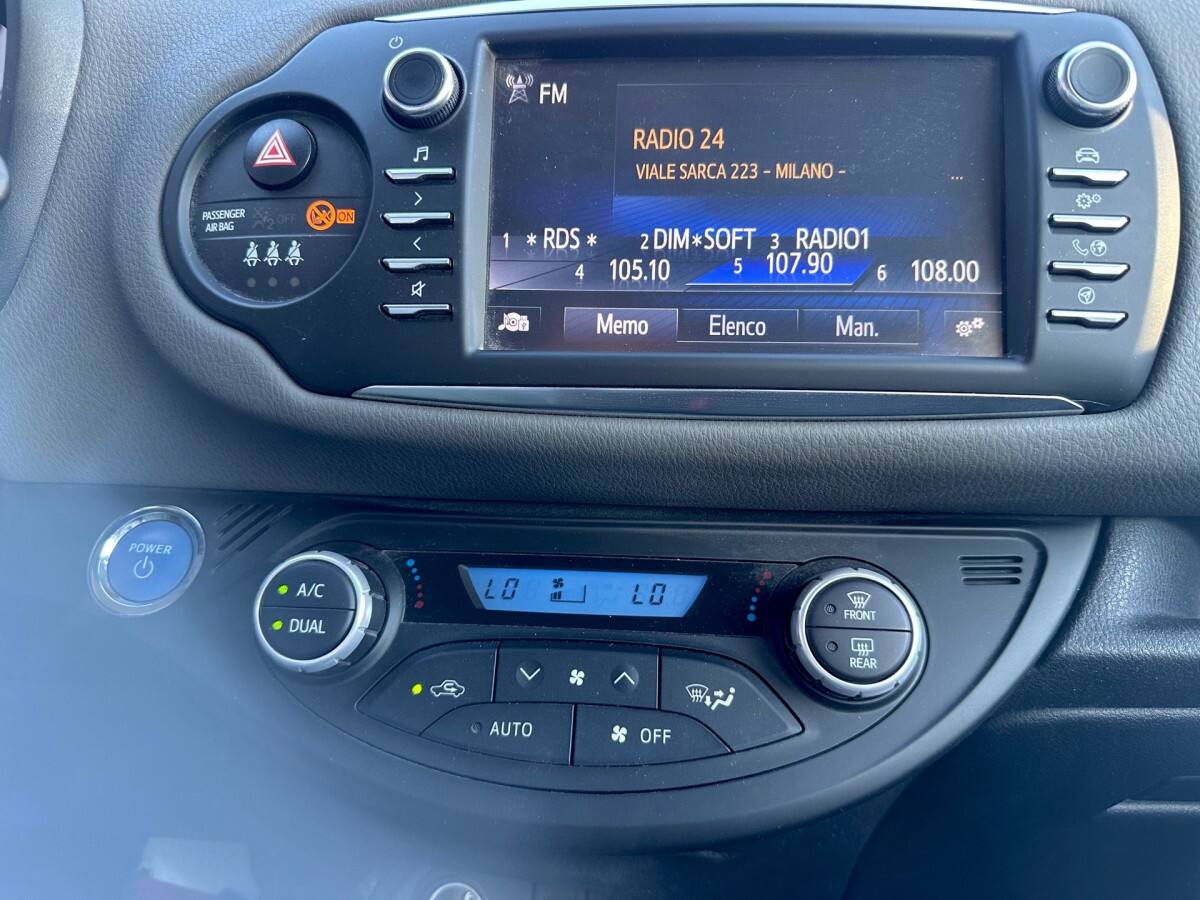 FM
RADIO 24
VIALE SARCA 223 - MILANO -
...
1 * RDS * 2 DIM*SOFT 3 RADIO1
4 105.10 5 107.90 6 108.00
Memo Elenco Man.
PASSENGER
AIR BAG
2 OFF
ON
POWER
A/C
DUAL
LO LO
FRONT
REAR
AUTO
OFF